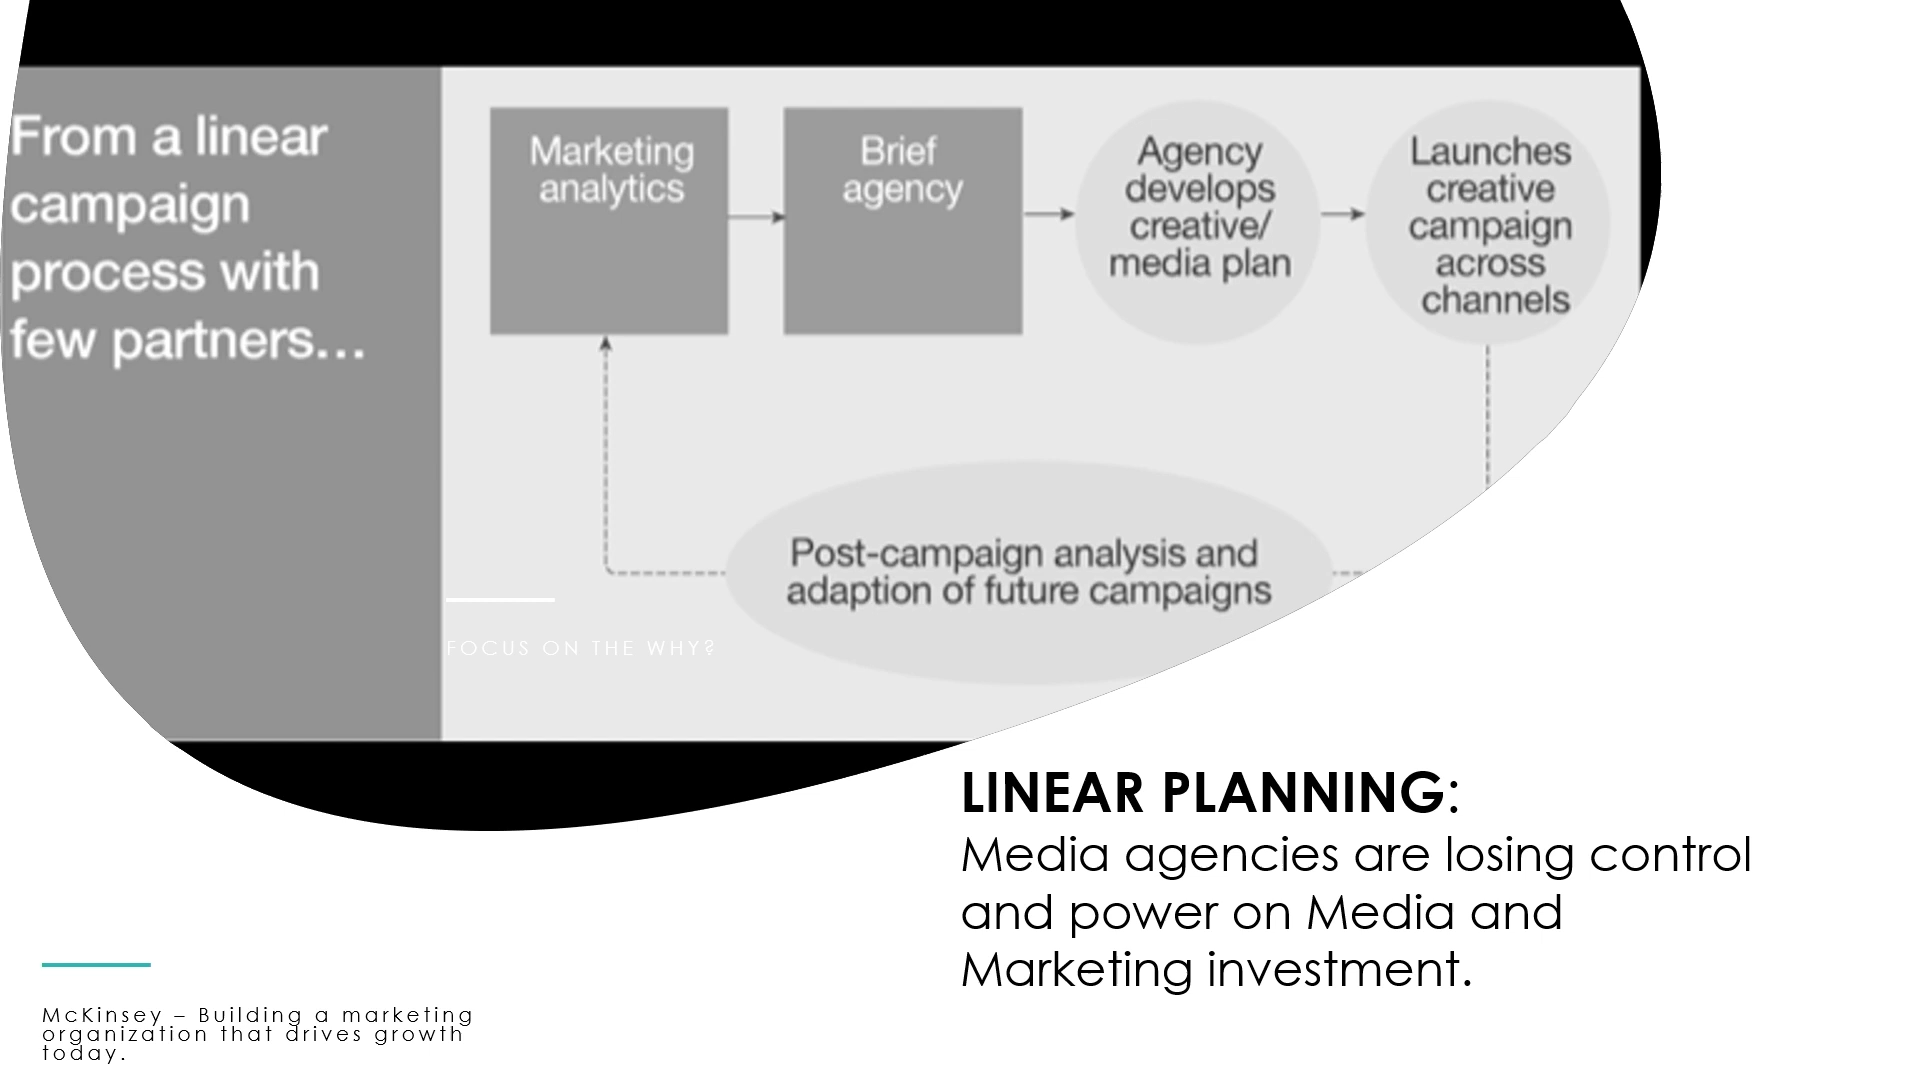 From a linear
campaign
process with
few partners…
Marketing
analytics
Brief
agency
Agency
develops
creative/
media plan
Launches
creative
campaign
across
channels
Post-campaign analysis and
adaption of future campaigns
FOCUS ON THE WHY?
LINEAR PLANNING:
Media agencies are losing control
and power on Media and
Marketing investment.
McKinsey – Building a marketing
organization that drives growth
today.